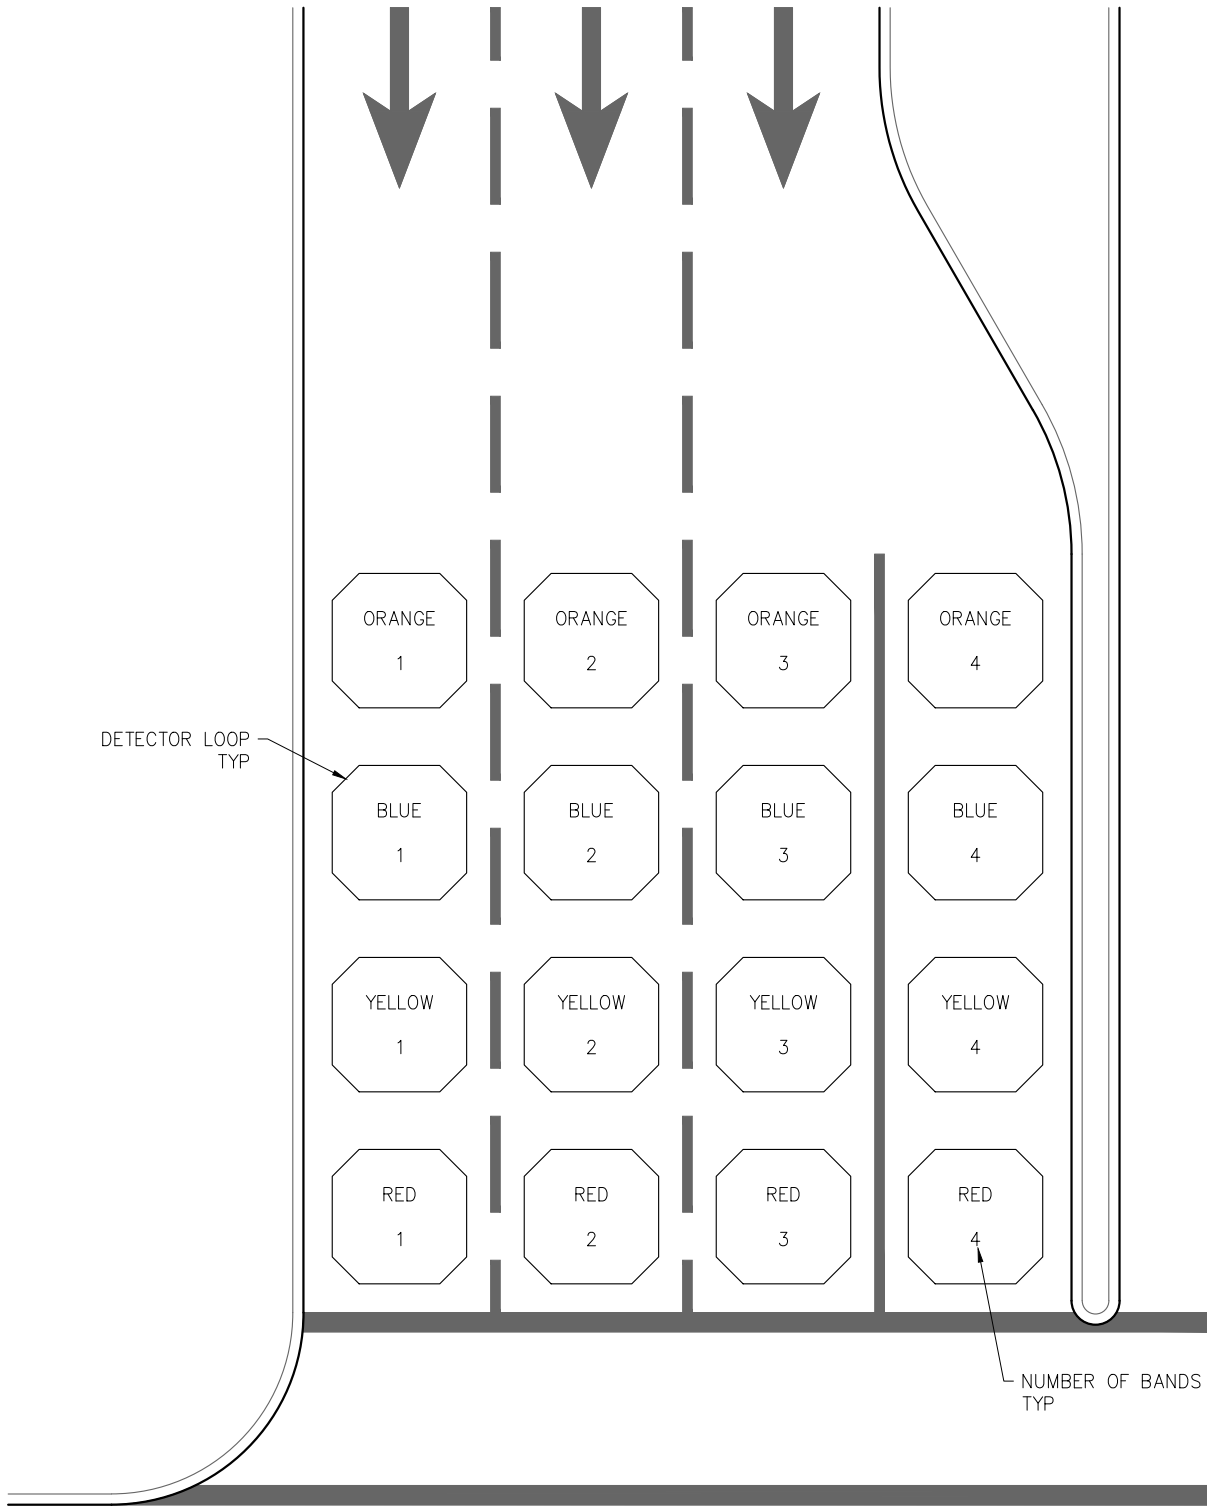 ORANGE ORANGE ORANGE ORANGE
1 2 3 4
DETECTOR LOOP
TYP
BLUE BLUE BLUE BLUE
1 2 3 4
YELLOW YELLOW YELLOW YELLOW
1 2 3 4
RED RED RED RED
1 2 3 4
NUMBER OF BANDS
TYP